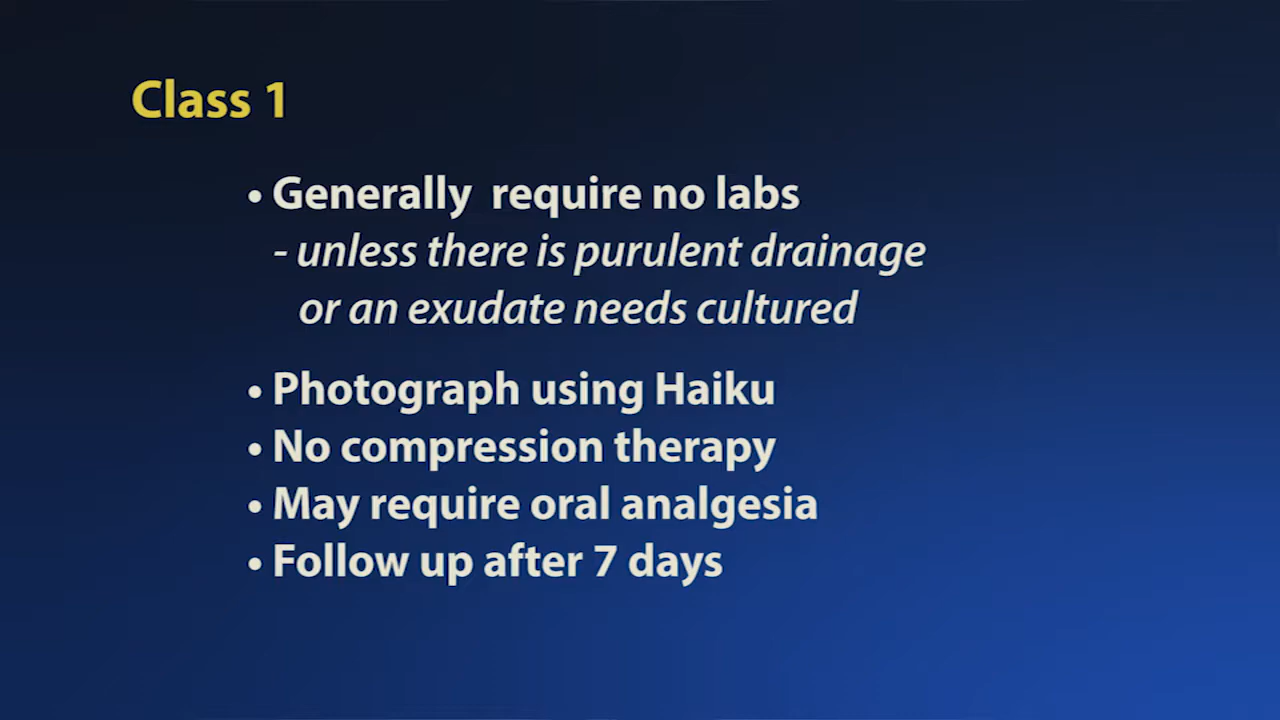 Class 1
• Generally require no labs
- unless there is purulent drainage
or an exudate needs cultured
• Photograph using Haiku
• No compression therapy
• May require oral analgesia
• Follow up after 7 days